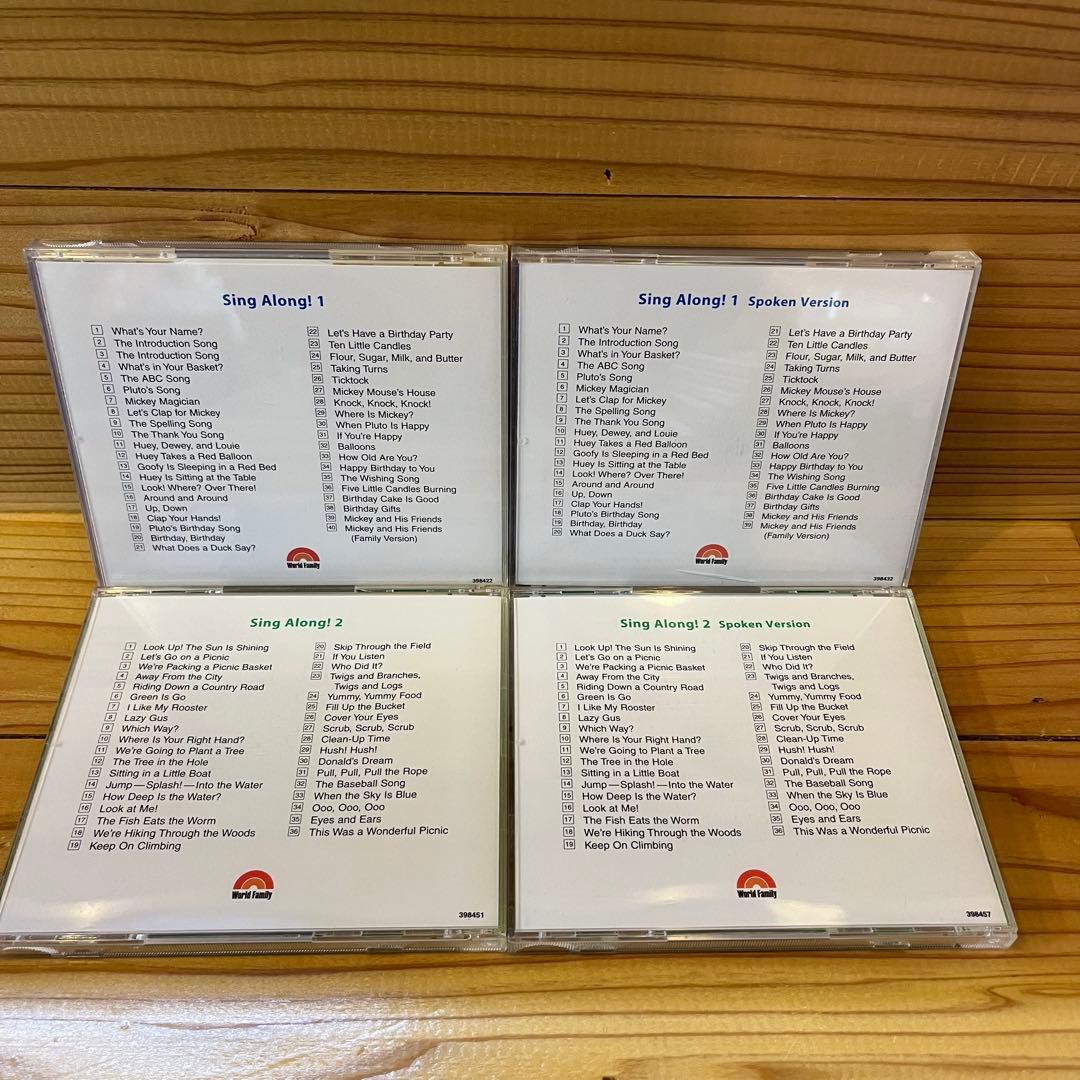 Sing Along! 1
1 What's Your Name?
2 The Introduction Song
3 The Introduction Song
4 What's in Your Basket?
5 The ABC Song
6 Pluto's Song
7 Mickey Magician
8 Let's Clap for Mickey
9 The Spelling Song
10 The Thank You Song
11 Huey, Dewey, and Louie
12 Huey Takes a Red Balloon
13 Goofy Is Sleeping in a Red Bed
14 Huey Is Sitting at the Table
15 Look! Where? Over There!
16 Around and Around
17 Up, Down
18 Clap Your Hands!
19 Pluto's Birthday Song
20 Birthday, Birthday
21 What Does a Duck Say?
22 Let's Have a Birthday Party
23 Ten Little Candles
24 Flour, Sugar, Milk, and Butter
25 Taking Turns
26 Ticktock
27 Mickey Mouse's House
28 Knock, Knock, Knock!
29 Where Is Mickey?
30 When Pluto Is Happy
31 If You're Happy
32 Balloons
33 How Old Are You?
34 Happy Birthday to You
35 The Wishing Song
36 Five Little Candles Burning
37 Birthday Cake Is Good
38 Birthday Gifts
39 Mickey and His Friends
40 Mickey and His Friends
(Family Version)
World Family
398422
Sing Along! 1 Spoken Version
1 What's Your Name?
2 The Introduction Song
3 What's in Your Basket?
4 The ABC Song
5 Pluto's Song
6 Mickey Magician
7 Let's Clap for Mickey
8 The Spelling Song
9 The Thank You Song
10 Huey, Dewey, and Louie
11 Huey Takes a Red Balloon
12 Goofy Is Sleeping in a Red Bed
13 Huey Is Sitting at the Table
14 Look! Where? Over There!
15 Around and Around
16 Up, Down
17 Clap Your Hands!
18 Pluto's Birthday Song
19 Birthday, Birthday
20 What Does a Duck Say?
21 Let's Have a Birthday Party
22 Ten Little Candles
23 Flour, Sugar, Milk, and Butter
24 Taking Turns
25 Ticktock
26 Mickey Mouse's House
27 Knock, Knock, Knock!
28 Where Is Mickey?
29 When Pluto Is Happy
30 If You're Happy
31 Balloons
32 How Old Are You?
33 Happy Birthday to You
34 The Wishing Song
35 Five Little Candles Burning
36 Birthday Cake Is Good
37 Birthday Gifts
38 Mickey and His Friends
39 Mickey and His Friends
(Family Version)
World Family
398432
Sing Along! 2
1 Look Up! The Sun Is Shining
2 Let's Go on a Picnic
3 We're Packing a Picnic Basket
4 Away From the City
5 Riding Down a Country Road
6 Green Is Go
7 I Like My Rooster
8 Lazy Gus
9 Which Way?
10 Where Is Your Right Hand?
11 We're Going to Plant a Tree
12 The Tree in the Hole
13 Sitting in a Little Boat
14 Jump—Splash!—Into the Water
15 How Deep Is the Water?
16 Look at Me!
17 The Fish Eats the Worm
18 We're Hiking Through the Woods
19 Keep On Climbing
20 Skip Through the Field
21 If You Listen
22 Who Did It?
23 Twigs and Branches,
Twigs and Logs
24 Yummy, Yummy Food
25 Fill Up the Bucket
26 Cover Your Eyes
27 Scrub, Scrub, Scrub
28 Clean-Up Time
29 Hush! Hush!
30 Donald's Dream
31 Pull, Pull, Pull the Rope
32 The Baseball Song
33 When the Sky Is Blue
34 Ooo, Ooo, Ooo
35 Eyes and Ears
36 This Was a Wonderful Picnic
World Family
398451
Sing Along! 2 Spoken Version
1 Look Up! The Sun Is Shining
2 Let's Go on a Picnic
3 We're Packing a Picnic Basket
4 Away From the City
5 Riding Down a Country Road
6 Green Is Go
7 I Like My Rooster
8 Lazy Gus
9 Which Way?
10 Where Is Your Right Hand?
11 We're Going to Plant a Tree
12 The Tree in the Hole
13 Sitting in a Little Boat
14 Jump—Splash!—Into the Water
15 How Deep Is the Water?
16 Look at Me!
17 The Fish Eats the Worm
18 We're Hiking Through the Woods
19 Keep On Climbing
20 Skip Through the Field
21 If You Listen
22 Who Did It?
23 Twigs and Branches,
Twigs and Logs
24 Yummy, Yummy Food
25 Fill Up the Bucket
26 Cover Your Eyes
27 Scrub, Scrub, Scrub
28 Clean-Up Time
29 Hush! Hush!
30 Donald's Dream
31 Pull, Pull, Pull the Rope
32 The Baseball Song
33 When the Sky Is Blue
34 Ooo, Ooo, Ooo
35 Eyes and Ears
36 This Was a Wonderful Picnic
World Family
398457